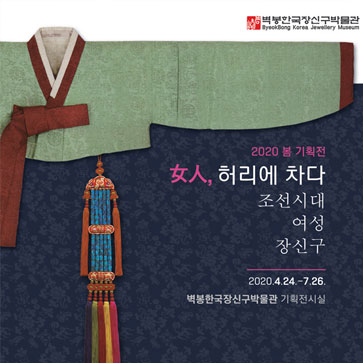 벽봉한국장신구박물관
ByeokBong Korea Jewellery Museum
2020 봄 기획전
女人, 허리에 차다
조선시대
여성
장신구
2020.4.24.–7.26.
벽봉한국장신구박물관 기획전시실